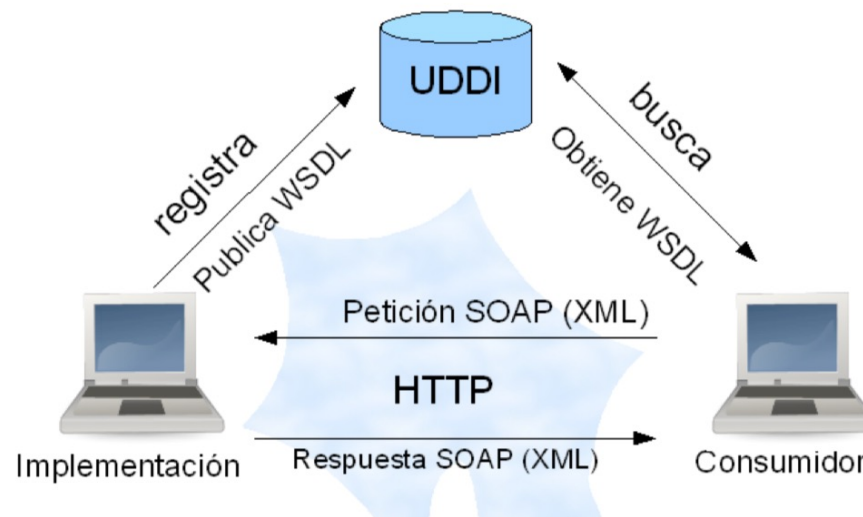 UDDI
registra
Publica WSDL
busca
Obtiene WSDL
Petición SOAP (XML)
HTTP
Respuesta SOAP (XML)
Implementación
Consumidor